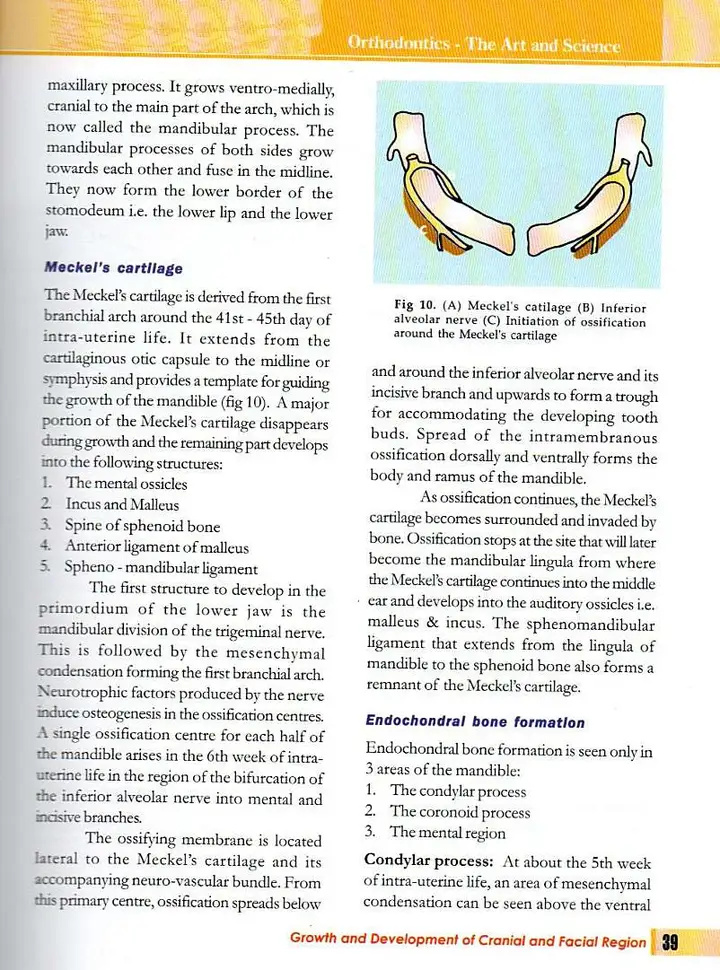 Orthodontics - The Art and Science
maxillary process. It grows ventro-medially,
cranial to the main part of the arch, which is
now called the mandibular process. The
mandibular processes of both sides grow
towards each other and fuse in the midline.
They now form the lower border of the
stomodeum i.e. the lower lip and the lower
jaw.
Meckel's cartilage
The Meckel's cartilage is derived from the first
branchial arch around the 41st - 45th day of
intra-uterine life. It extends from the
cartilaginous otic capsule to the midline or
symphysis and provides a template for guiding
the growth of the mandible (fig 10). A major
portion of the Meckel's cartilage disappears
during growth and the remaining part develops
into the following structures:
1. The mental ossicles
2. Incus and Malleus
3. Spine of sphenoid bone
4. Anterior ligament of malleus
5. Spheno - mandibular ligament
The first structure to develop in the
primordium of the lower jaw is the
mandibular division of the trigeminal nerve.
This is followed by the mesenchymal
condensation forming the first branchial arch.
Neurotrophic factors produced by the nerve
induce osteogenesis in the ossification centres.
A single ossification centre for each half of
the mandible arises in the 6th week of intra-
uterine life in the region of the bifurcation of
the inferior alveolar nerve into mental and
incisive branches.
The ossifying membrane is located
lateral to the Meckel's cartilage and its
accompanying neuro-vascular bundle. From
this primary centre, ossification spreads below
C
Fig 10. (A) Meckel's catilage (B) Inferior
alveolar nerve (C) Initiation of ossification
around the Meckel's cartilage
and around the inferior alveolar nerve and its
incisive branch and upwards to form a trough
for accommodating the developing tooth
buds. Spread of the intramembranous
ossification dorsally and ventrally forms the
body and ramus of the mandible.
As ossification continues, the Meckel's
cartilage becomes surrounded and invaded by
bone. Ossification stops at the site that will later
become the mandibular lingula from where
the Meckel's cartilage continues into the middle
ear and develops into the auditory ossicles i.e.
malleus & incus. The sphenomandibular
ligament that extends from the lingula of
mandible to the sphenoid bone also forms a
remnant of the Meckel's cartilage.
Endochondral bone formation
Endochondral bone formation is seen only in
3 areas of the mandible:
1. The condylar process
2. The coronoid process
3. The mental region
Condylar process: At about the 5th week
of intra-uterine life, an area of mesenchymal
condensation can be seen above the ventral
Growth and Development of Cranial and Facial Region 39